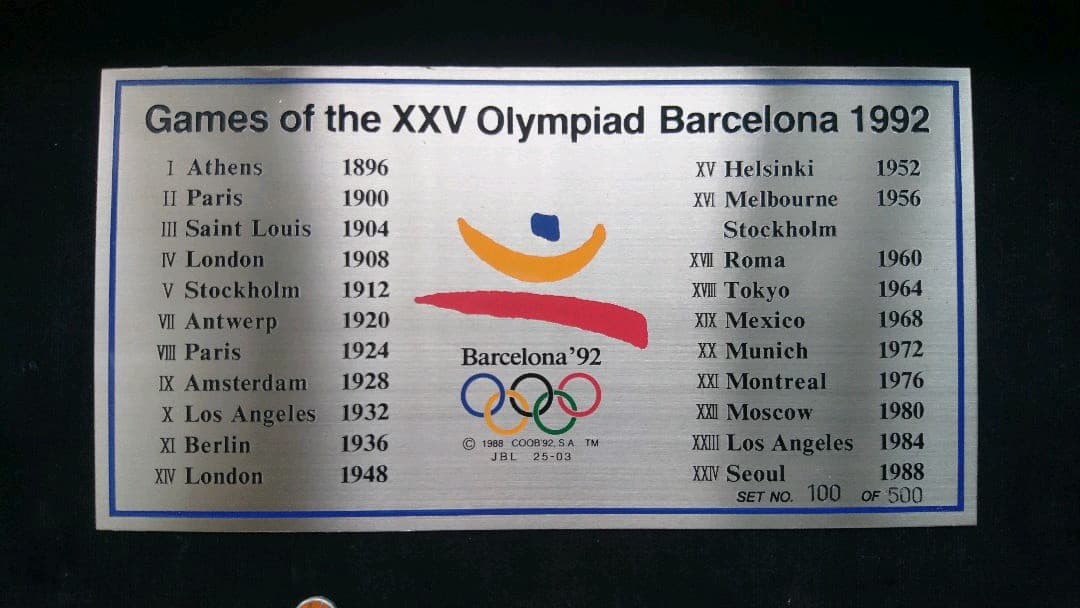 Games of the XXV Olympiad Barcelona 1992
I Athens 1896
II Paris 1900
III Saint Louis 1904
IV London 1908
V Stockholm 1912
VII Antwerp 1920
VIII Paris 1924
IX Amsterdam 1928
X Los Angeles 1932
XI Berlin 1936
XIV London 1948
Barcelona '92
© 1988 COOB'92, S.A TM
JBL 25-03
XV Helsinki 1952
XVI Melbourne 1956
Stockholm
XVII Roma 1960
XVIII Tokyo 1964
XIX Mexico 1968
XX Munich 1972
XXI Montreal 1976
XXII Moscow 1980
XXIII Los Angeles 1984
XXIV Seoul 1988
SET NO. 100 OF 500